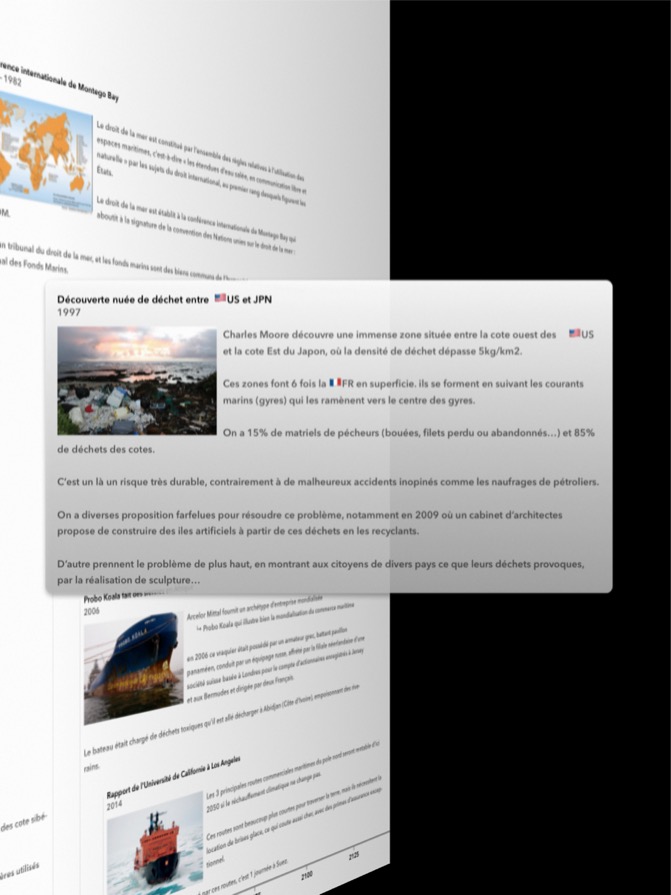 rence internationale de Montego Bay
- 1982
Le droit de la mer est constitué par l'ensemble des règles relatives à l'utilisation des
espaces maritimes, c'est-à-dire « les étendues d'eau salée, en communication libre et
naturelle » par les sujets du droit international, au premier rang desquels figurent les
États.
Le droit de la mer est établit à la conférence internationale de Montego Bay qui
aboutit à la signature de la convention des Nations unies sur le droit de la mer :
OM.
n tribunal du droit de la mer, et les fonds marins sont des biens communs de
al des Fonds Marins.
Découverte nuée de déchet entre US et JPN
1997
Charles Moore découvre une immense zone située entre la cote ouest des US
et la cote Est du Japon, où la densité de déchet dépasse 5kg/km2.
Ces zones font 6 fois la FR en superficie. ils se forment en suivant les courants
marins (gyres) qui les ramènent vers le centre des gyres.
On a 15% de matriels de pécheurs (bouées, filets perdu ou abandonnés...) et 85%
de déchets des cotes.
C'est un là un risque très durable, contrairement à de malheureux accidents inopinés comme les naufrages de pétroliers.
On a diverses proposition farfelues pour résoudre ce problème, notamment en 2009 où un cabinet d'architectes
propose de construire des iles artificiels à partir de ces déchets en les recyclants.
D'autre prennent le problème de plus haut, en montrant aux citoyens de divers pays ce que leurs déchets provoques,
par la réalisation de sculpture...
Probo Koala fait des
2006
Arcelor Mittal fournit un archétype d'entreprise mondialisée
↳ Probo Koala qui illustre bien la mondialisation du commerce maritime
en 2006 ce vraquier était possédé par un armateur grec, battant pavillon
panaméen, conduit par un équipage russe, affrété par la filiale néerlandaise d'une
société suisse basée à Londres pour le compte d'actionnaires enregistrés à Jersey
et aux Bermudes et dirigée par deux Français.
Le bateau était chargé de déchets toxiques qu'il est allé décharger à Abidjan (Côte d'Ivoire), empoisonnant des rive-
rains.
Rapport de l'Université de Californie à Los Angeles
2014
Les 3 principales routes commerciales maritimes du pole nord seront
2050 si le réchauffement climatique ne change pas.
Ces routes sont beaucoup plus courtes pour traverser la terre, mais ils nécessitent la
location de brises glace, ce qui coute aussi cher, avec des primes d'assurance excep-
tionnel.
par ces routes, c'est 1 journée à Suez.
des cote sibé-
ères utilisés
2100
2125